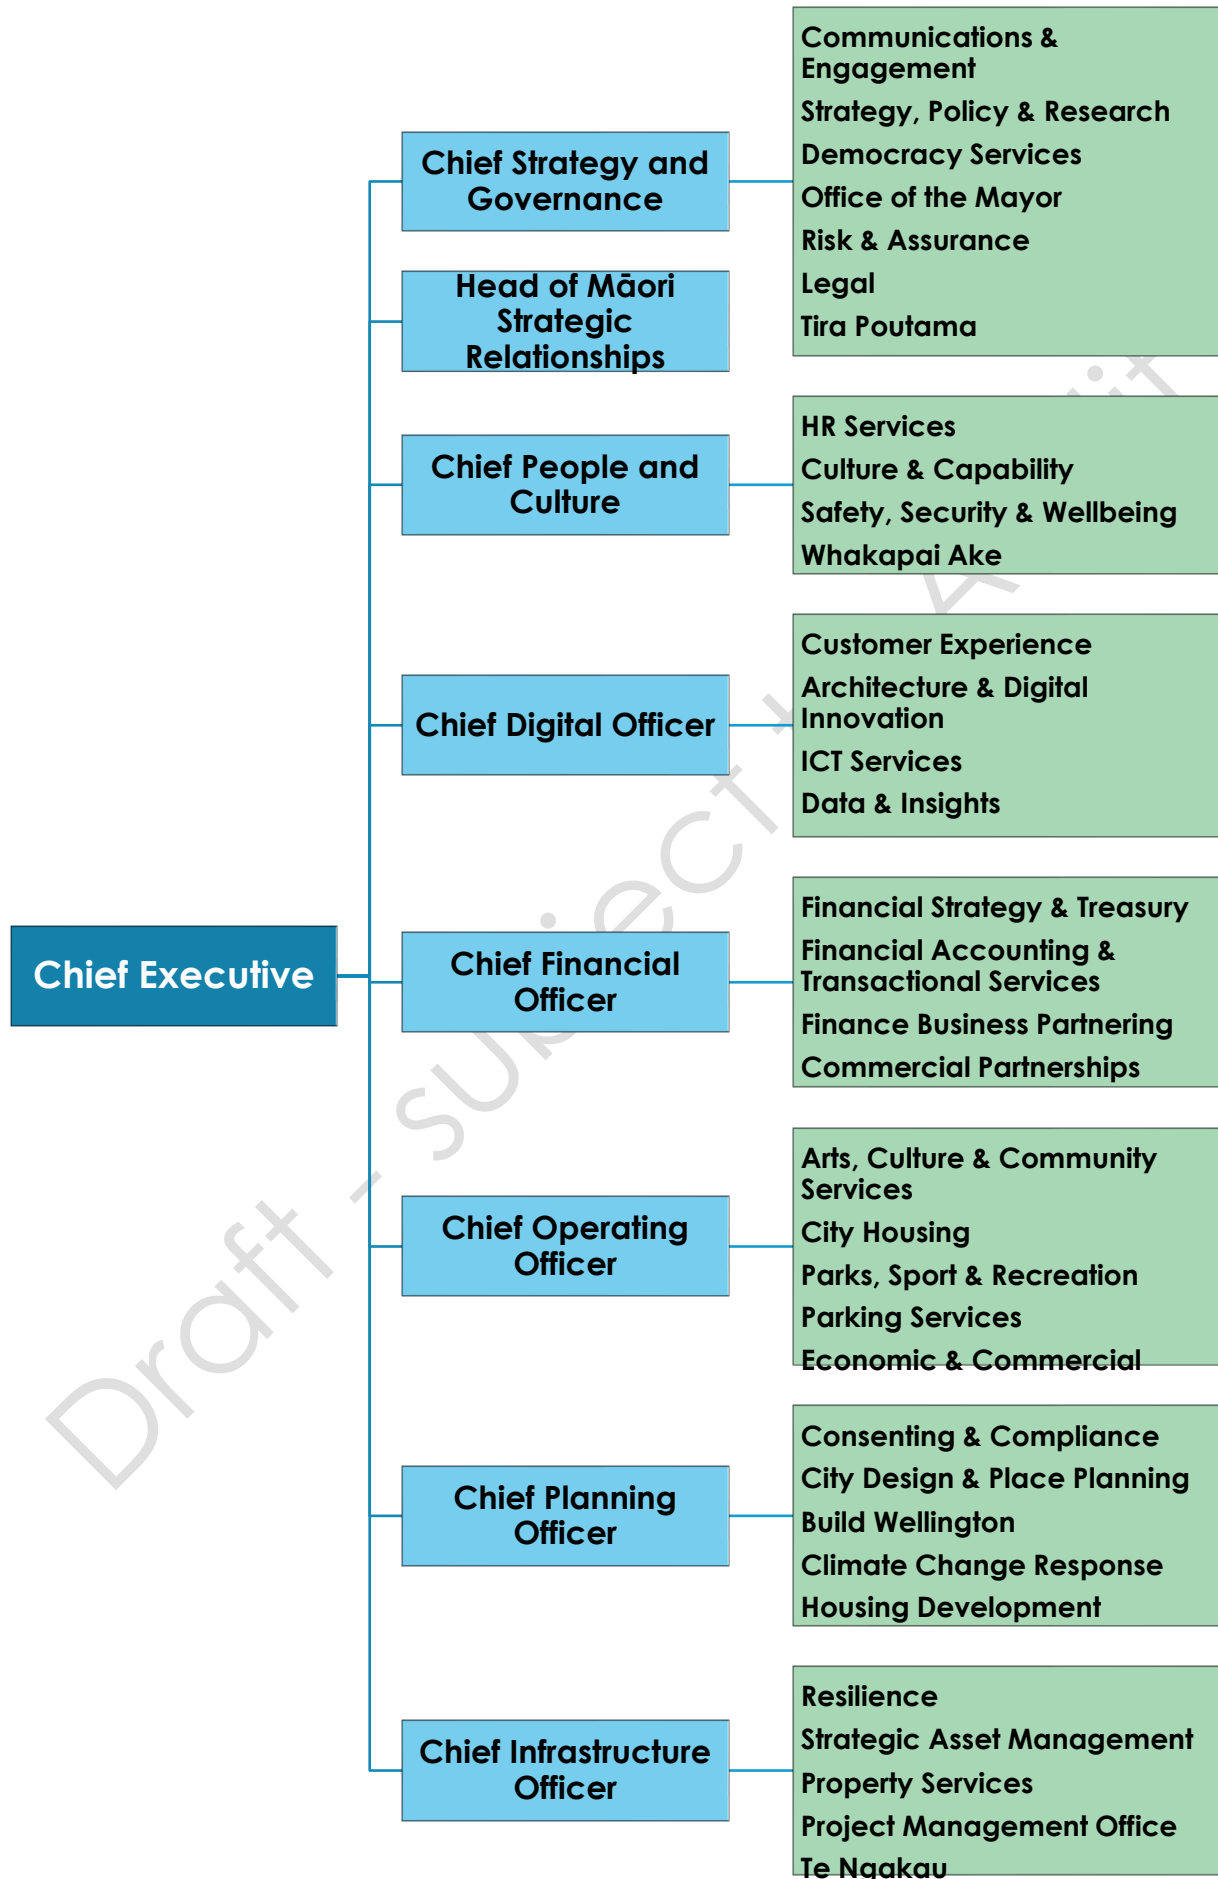 Chief Executive
Chief Strategy and
Governance
Communications &
Engagement
Strategy, Policy & Research
Democracy Services
Office of the Mayor
Risk & Assurance
Legal
Tira Poutama
Head of Māori
Strategic
Relationships
Chief People and
Culture
HR Services
Culture & Capability
Safety, Security & Wellbeing
Whakapai Ake
Chief Digital Officer
Customer Experience
Architecture & Digital
Innovation
ICT Services
Data & Insights
Chief Financial
Officer
Financial Strategy & Treasury
Financial Accounting &
Transactional Services
Finance Business Partnering
Commercial Partnerships
Chief Operating
Officer
Arts, Culture & Community
Services
City Housing
Parks, Sport & Recreation
Parking Services
Economic & Commercial
Chief Planning
Officer
Consenting & Compliance
City Design & Place Planning
Build Wellington
Climate Change Response
Housing Development
Chief Infrastructure
Officer
Resilience
Strategic Asset Management
Property Services
Project Management Office
Te Ngakau
Draft - subject